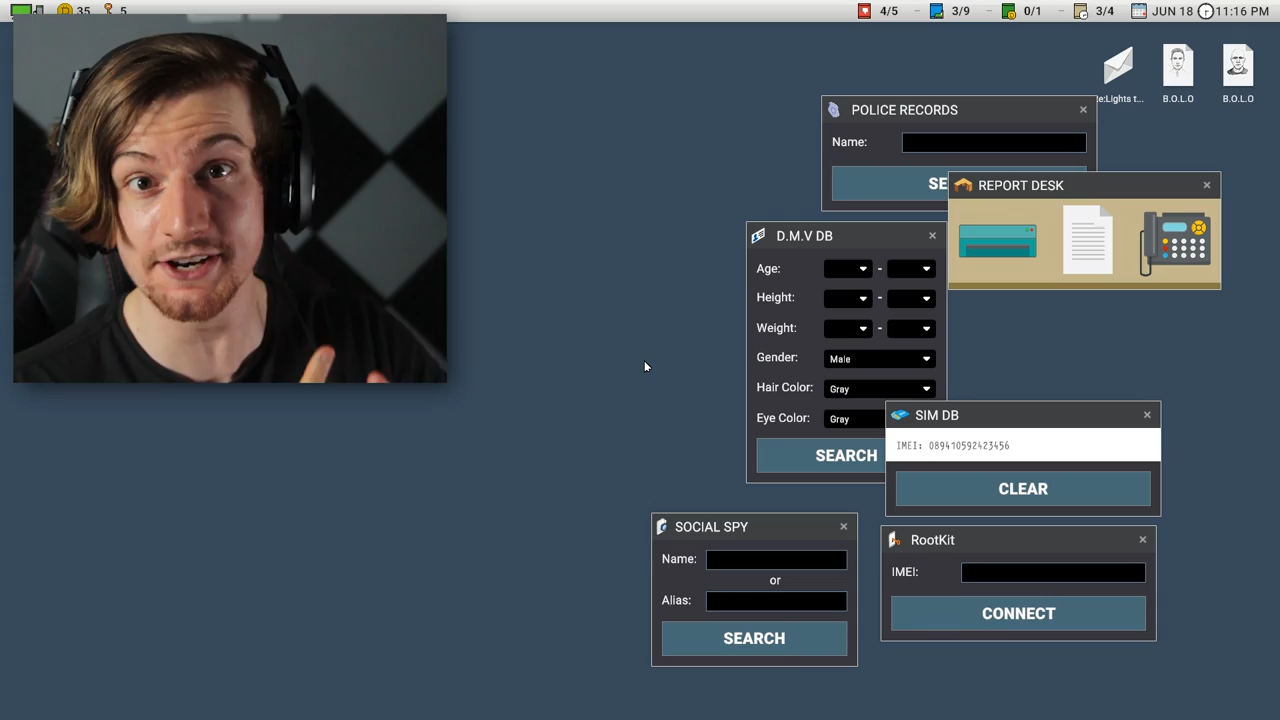 35
5
4/5
-
3/9
-
0/1
-
3/4
JUN 18
11:16 PM
Re:Lights t...
B.O.L.O
B.O.L.O
POLICE RECORDS
Name:
SE
REPORT DESK
D.M.V DB
Age: -
Height: -
Weight: -
Gender: Male
Hair Color: Gray
Eye Color: Gray
SEARCH
SIM DB
IMEI: 089410592423456
CLEAR
SOCIAL SPY
Name:
or
Alias:
SEARCH
RootKit
IMEI:
CONNECT